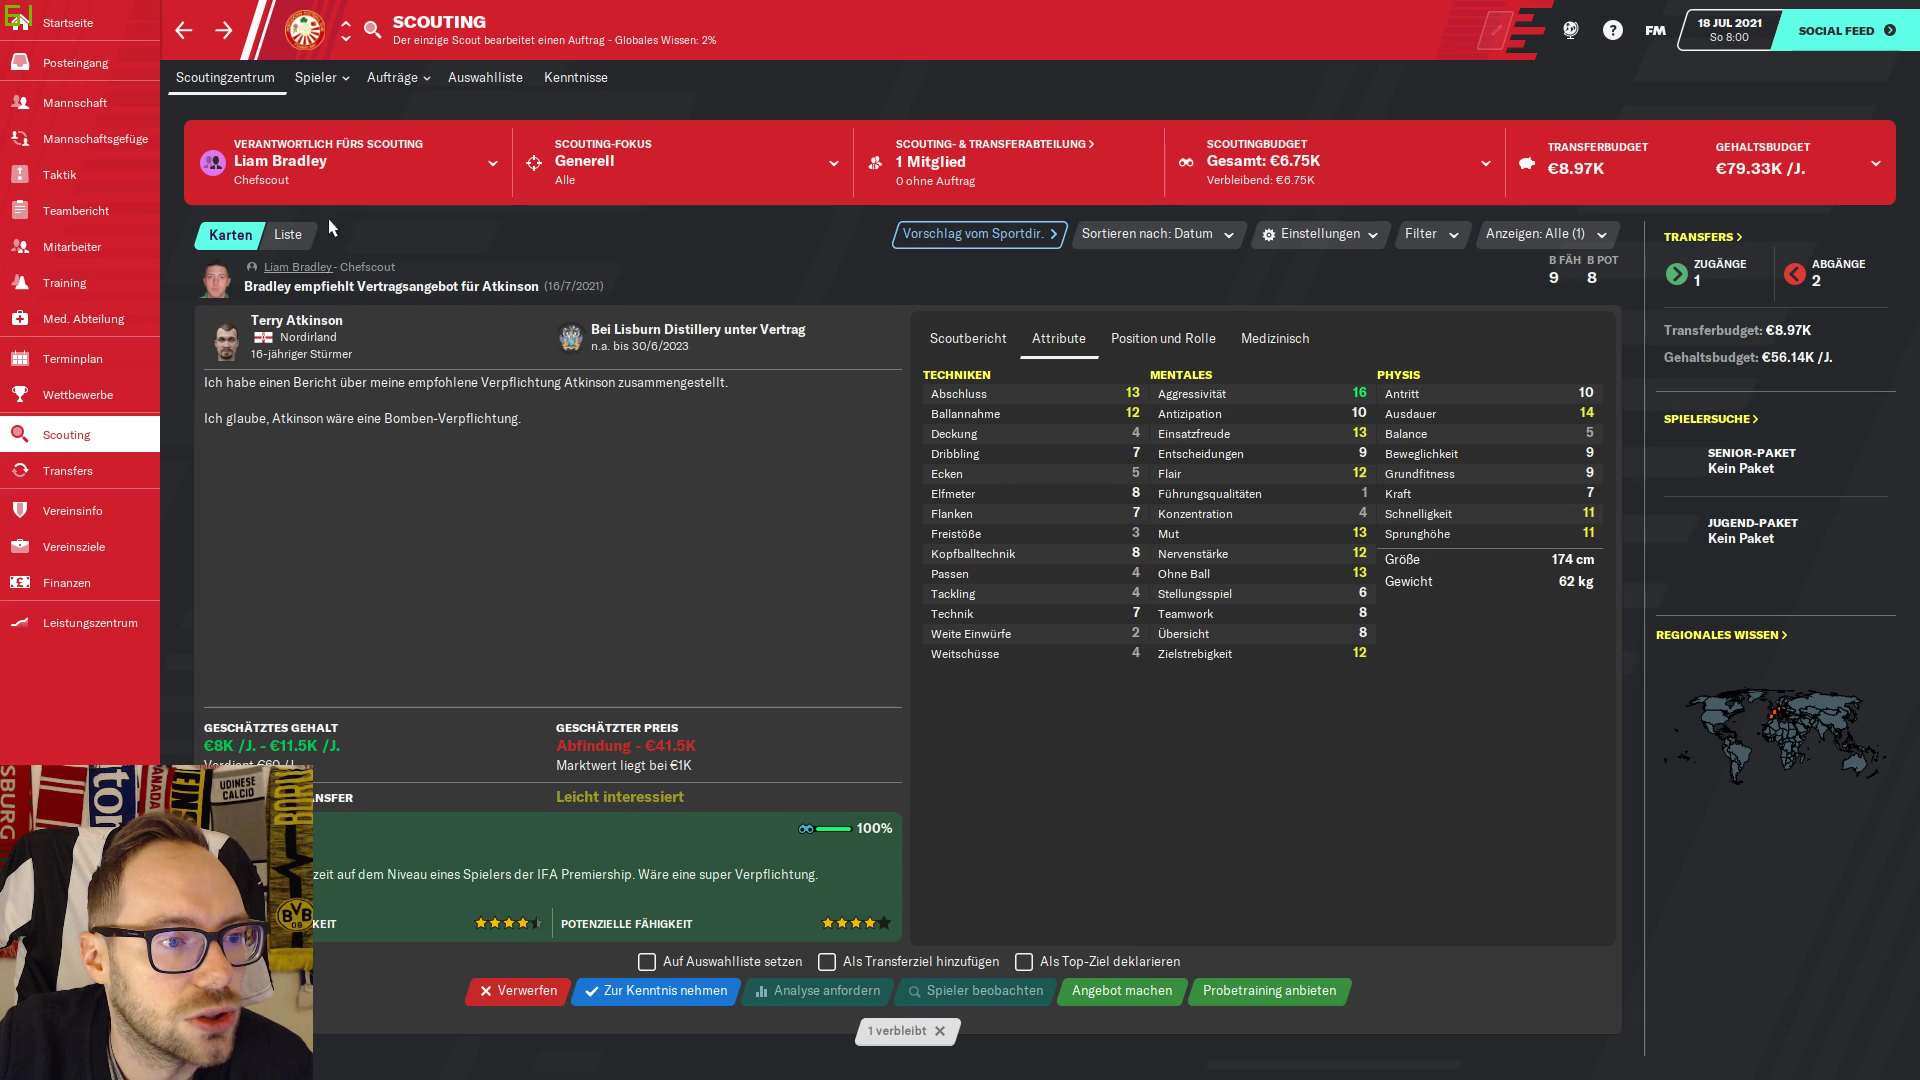 Startseite
Posteingang
Mannschaft
Mannschaftsgefüge
Taktik
Teambericht
Mitarbeiter
Training
Med. Abteilung
Terminplan
Wettbewerbe
Scouting
Transfers
Vereinsinfo
Vereinsziele
Finanzen
Leistungszentrum
SCOUTING
Der einzige Scout bearbeitet einen Auftrag - Globales Wissen: 2%
FM
18 JUL 2021
So 8:00
SOCIAL FEED
Scoutingzentrum Spieler Aufträge Auswahlliste Kenntnisse
VERANTWORTLICH FÜRS SCOUTING
Liam Bradley
Chefscout
SCOUTING-FOKUS
Generell
Alle
SCOUTING- & TRANSFERABTEILUNG >
1 Mitglied
0 ohne Auftrag
SCOUTINGBUDGET
Gesamt: €6.75K
Verbleibend: €6.75K
TRANSFERBUDGET
€8.97K
GEHALTSBUDGET
€79.33K /J.
Karten Liste
Vorschlag vom Sportdir. >
Sortieren nach: Datum
Einstellungen
Filter
Anzeigen: Alle (1)
Liam Bradley - Chefscout
Bradley empfiehlt Vertragsangebot für Atkinson (16/7/2021)
B FÄH B POT
9 8
Terry Atkinson
Nordirland
16-jähriger Stürmer
Bei Lisburn Distillery unter Vertrag
n.a. bis 30/6/2023
Ich habe einen Bericht über meine empfohlene Verpflichtung Atkinson zusammengestellt.
Ich glaube, Atkinson wäre eine Bomben-Verpflichtung.
GESCHÄTZTES GEHALT
€8K /J. - €11.5K /J.
Verdient €60 /J.
GESCHÄTZTER PREIS
Abfindung - €41.5K
Marktwert liegt bei €1K
ANSFER
Leicht interessiert
100%
zeit auf dem Niveau eines Spielers der IFA Premiership. Wäre eine super Verpflichtung.
KEIT
POTENZIELLE FÄHIGKEIT
Scoutbericht Attribute Position und Rolle Medizinisch
TECHNIKEN
Abschluss 13
Ballannahme 12
Deckung 4
Dribbling 7
Ecken 5
Elfmeter 8
Flanken 7
Freistöße 3
Kopfballtechnik 8
Passen 4
Tackling 4
Technik 7
Weite Einwürfe 2
Weitschüsse 4
MENTALES
Aggressivität 16
Antizipation 10
Einsatzfreude 13
Entscheidungen 9
Flair 12
Führungsqualitäten 1
Konzentration 4
Mut 13
Nervenstärke 12
Ohne Ball 13
Stellungsspiel 6
Teamwork 8
Übersicht 8
Zielstrebigkeit 12
PHYSIS
Antritt 10
Ausdauer 14
Balance 5
Beweglichkeit 9
Grundfitness 9
Kraft 7
Schnelligkeit 11
Sprunghöhe 11
Größe 174 cm
Gewicht 62 kg
Auf Auswahlliste setzen
Als Transferziel hinzufügen
Als Top-Ziel deklarieren
Verwerfen
Zur Kenntnis nehmen
Analyse anfordern
Spieler beobachten
Angebot machen
Probetraining anbieten
1 verbleibt
TRANSFERS >
ZUGÄNGE
1
ABGÄNGE
2
Transferbudget: €8.97K
Gehaltsbudget: €56.14K /J.
SPIELERSUCHE >
SENIOR-PAKET
Kein Paket
JUGEND-PAKET
Kein Paket
REGIONALES WISSEN >
SBURG
tor
ANADA
EINS
UDINESE
CALCIO
BORU
BVB
09